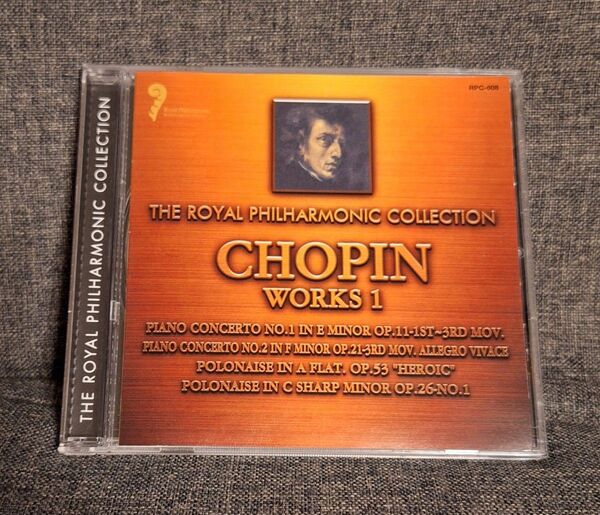 RPC-008
THE ROYAL PHILHARMONIC COLLECTION
THE ROYAL PHILHARMONIC COLLECTION
CHOPIN
WORKS 1
PIANO CONCERTO NO.1 IN E MINOR OP.11-1ST~3RD MOV.
PIANO CONCERTO NO.2 IN F MINOR OP.21-3RD MOV. ALLEGRO VIVACE
POLONAISE IN A FLAT. OP.53 "HEROIC"
POLONAISE IN C SHARP MINOR OP.26-NO.1